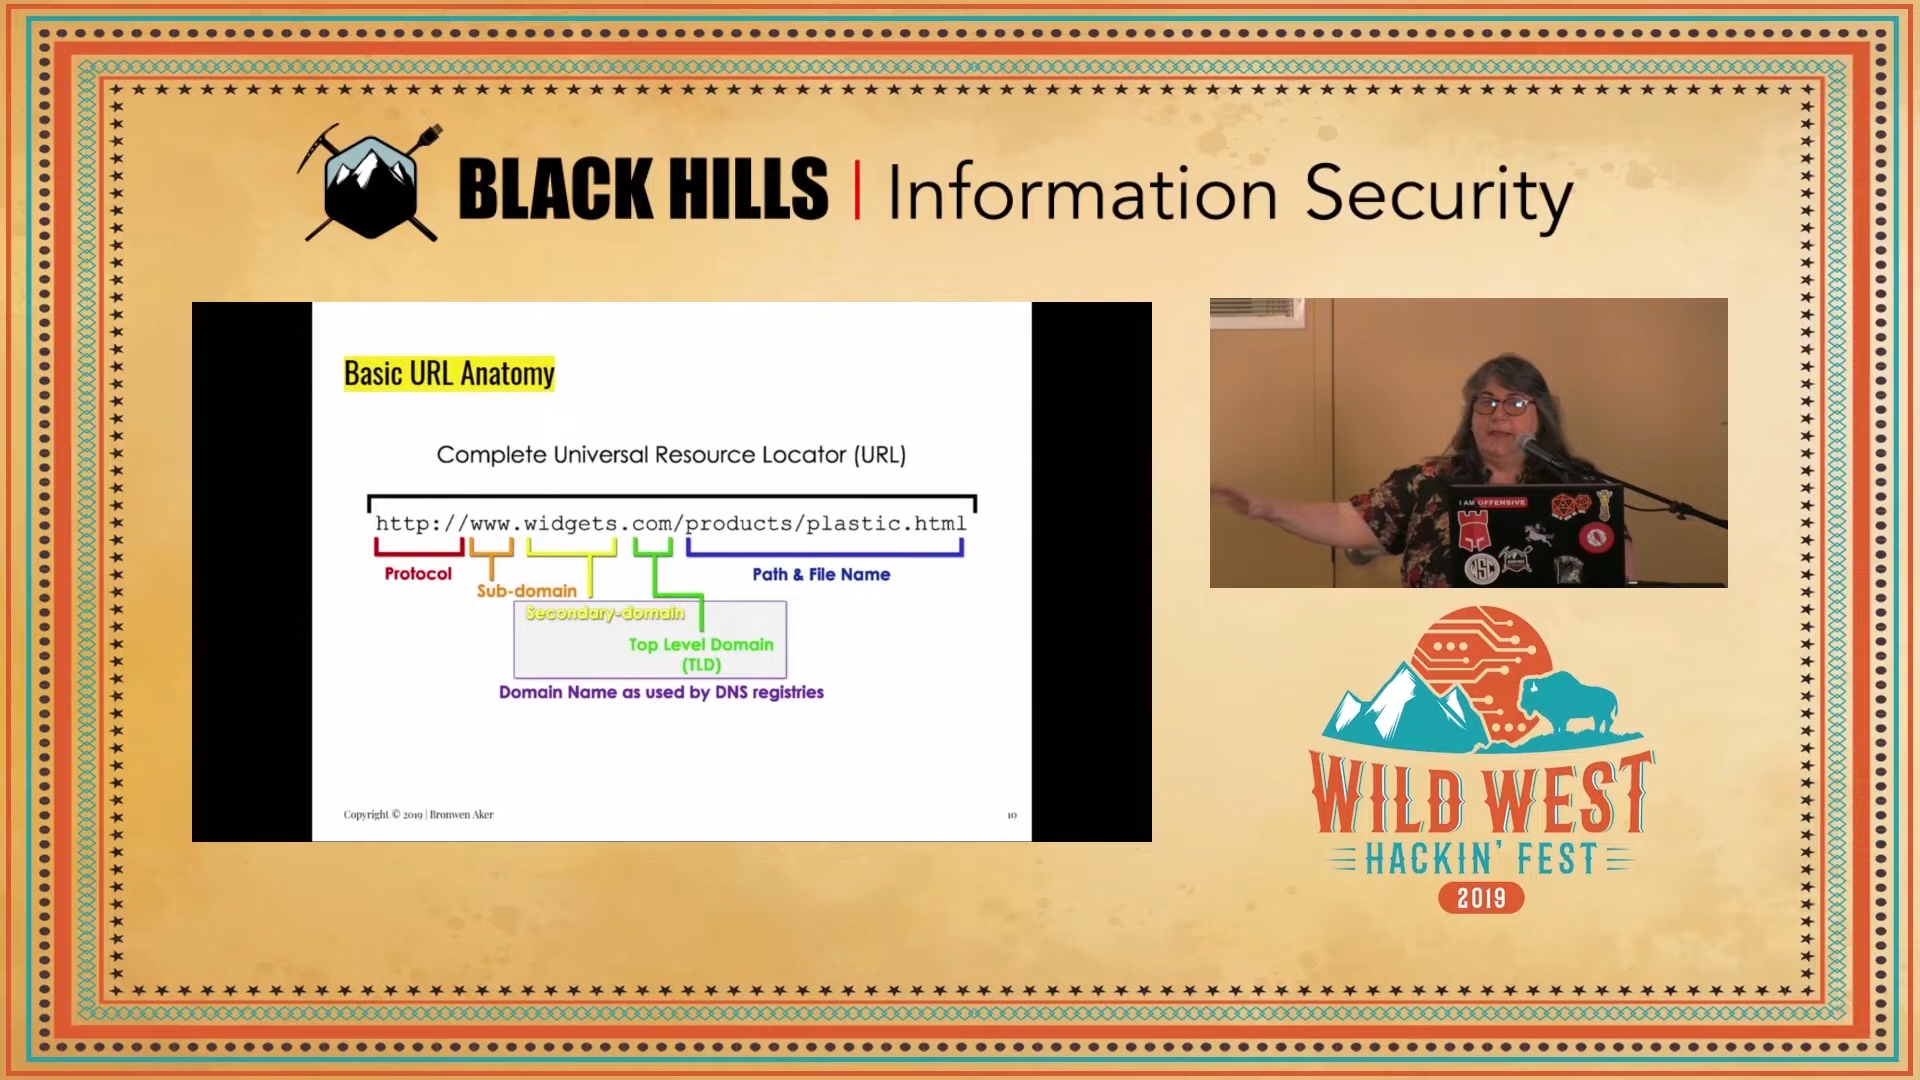 BLACK HILLS | Information Security
Basic URL Anatomy
Complete Universal Resource Locator (URL)
http://www.widgets.com/products/plastic.html
Protocol
Path & File Name
Sub-domain
Secondary-domain
Top Level Domain
(TLD)
Domain Name as used by DNS registries
Copyright © 2019 | Bronwen Aker
10
I AM OFFENSIVE
WSC
WILD WEST
HACKIN' FEST
2019